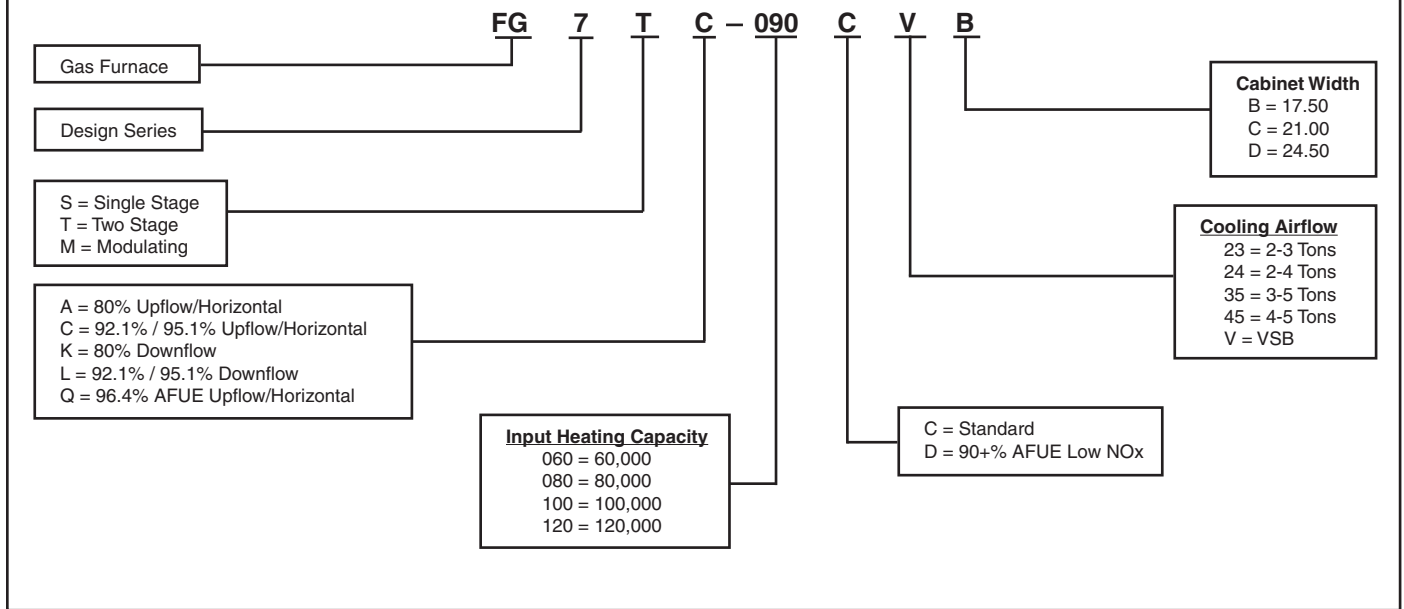 FG 7 T C – 090 C V B
Gas Furnace
Design Series
S = Single Stage
T = Two Stage
M = Modulating
A = 80% Upflow/Horizontal
C = 92.1% / 95.1% Upflow/Horizontal
K = 80% Downflow
L = 92.1% / 95.1% Downflow
Q = 96.4% AFUE Upflow/Horizontal
Input Heating Capacity
060 = 60,000
080 = 80,000
100 = 100,000
120 = 120,000
C = Standard
D = 90+% AFUE Low NOx
Cooling Airflow
23 = 2-3 Tons
24 = 2-4 Tons
35 = 3-5 Tons
45 = 4-5 Tons
V = VSB
Cabinet Width
B = 17.50
C = 21.00
D = 24.50